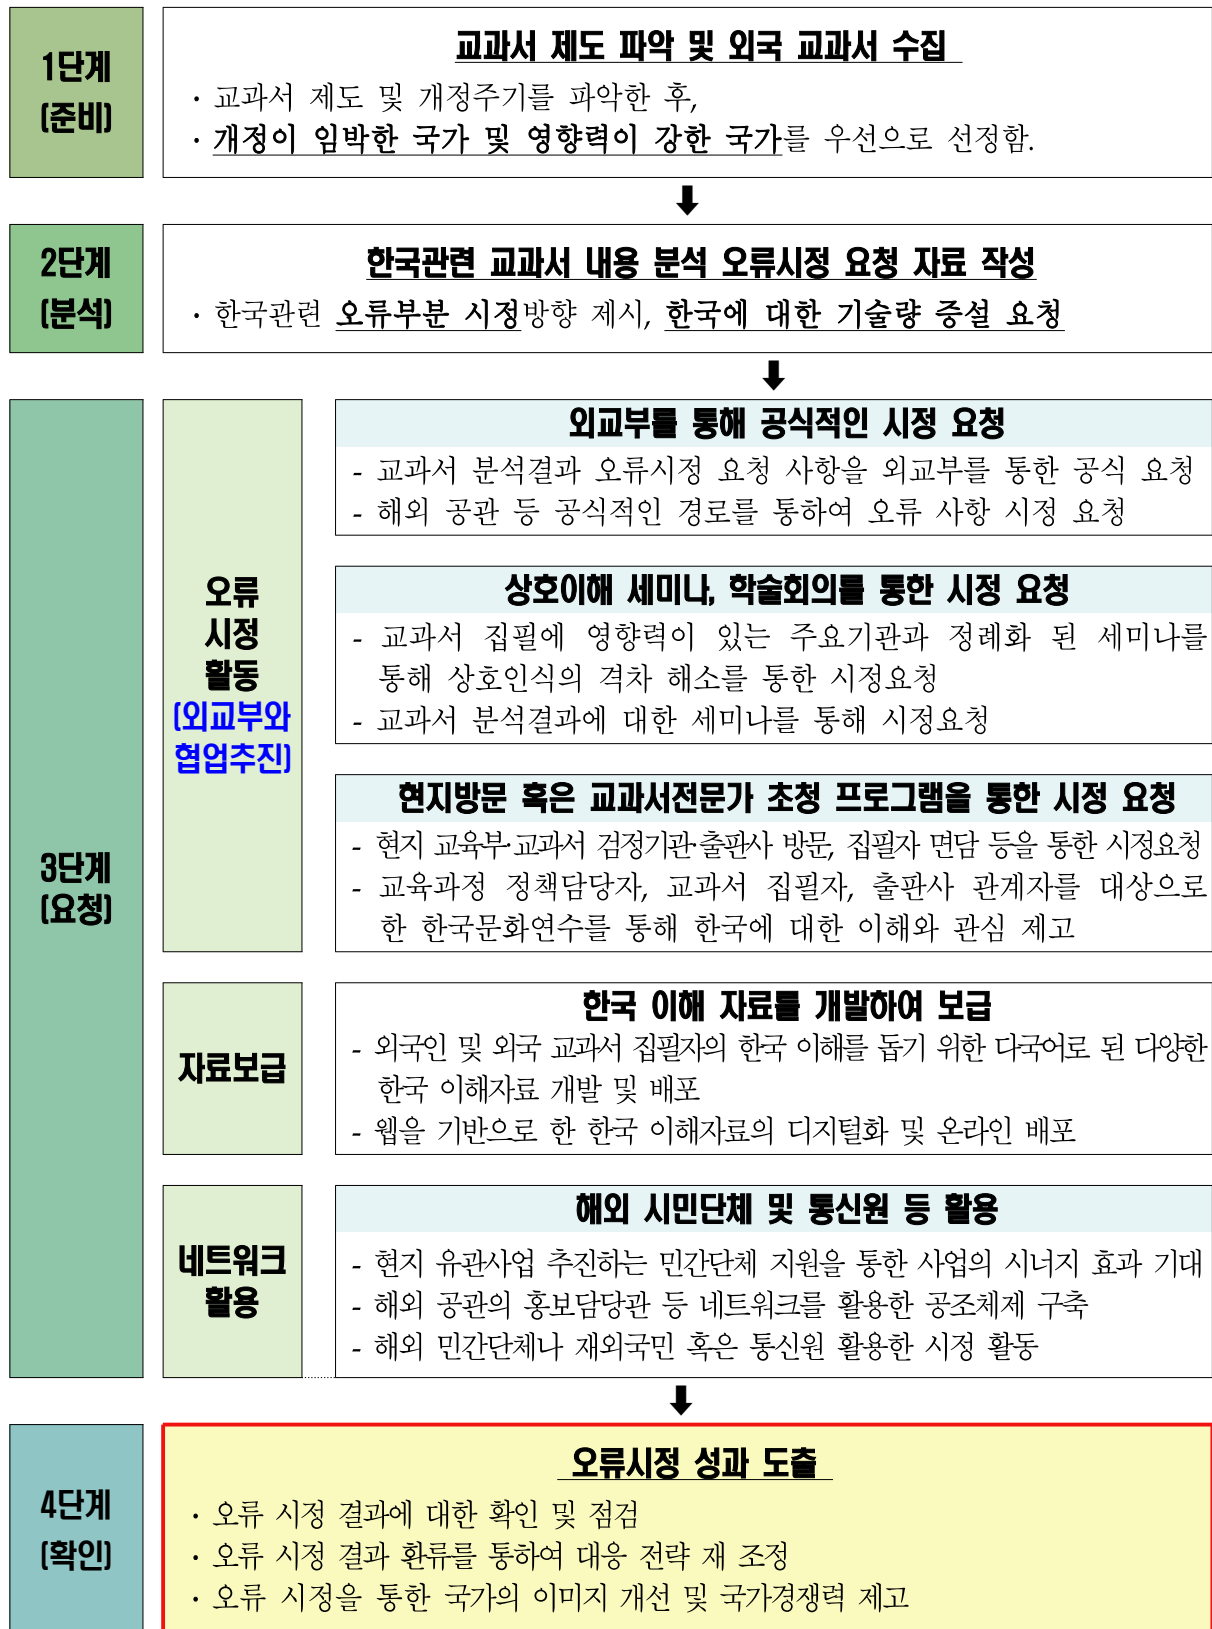 1단계
(준비)
교과서 제도 파악 및 외국 교과서 수집
· 교과서 제도 및 개정주기를 파악한 후,
· 개정이 임박한 국가 및 영향력이 강한 국가를 우선으로 선정함.
2단계
(분석)
한국관련 교과서 내용 분석 오류시정 요청 자료 작성
· 한국관련 오류부분 시정방향 제시, 한국에 대한 기술량 증설 요청
3단계
(요청)
오류
시정
활동
(외교부와
협업추진)
외교부를 통해 공식적인 시정 요청
- 교과서 분석결과 오류시정 요청 사항을 외교부를 통한 공식 요청
- 해외 공관 등 공식적인 경로를 통하여 오류 사항 시정 요청
상호이해 세미나, 학술회의를 통한 시정 요청
- 교과서 집필에 영향력이 있는 주요기관과 정례화 된 세미나를
통해 상호인식의 격차 해소를 통한 시정요청
- 교과서 분석결과에 대한 세미나를 통해 시정요청
현지방문 혹은 교과서전문가 초청 프로그램을 통한 시정 요청
- 현지 교육부·교과서 검정기관·출판사 방문, 집필자 면담 등을 통한 시정요청
- 교육과정 정책담당자, 교과서 집필자, 출판사 관계자를 대상으로
한 한국문화연수를 통해 한국에 대한 이해와 관심 제고
자료보급
한국 이해 자료를 개발하여 보급
- 외국인 및 외국 교과서 집필자의 한국 이해를 돕기 위한 다국어로 된 다양한
한국 이해자료 개발 및 배포
- 웹을 기반으로 한 한국 이해자료의 디지털화 및 온라인 배포
네트워크
활용
해외 시민단체 및 통신원 등 활용
- 현지 유관사업 추진하는 민간단체 지원을 통한 사업의 시너지 효과 기대
- 해외 공관의 홍보담당관 등 네트워크를 활용한 공조체제 구축
- 해외 민간단체나 재외국민 혹은 통신원 활용한 시정 활동
4단계
(확인)
오류시정 성과 도출
· 오류 시정 결과에 대한 확인 및 점검
· 오류 시정 결과 환류를 통하여 대응 전략 재 조정
· 오류 시정을 통한 국가의 이미지 개선 및 국가경쟁력 제고